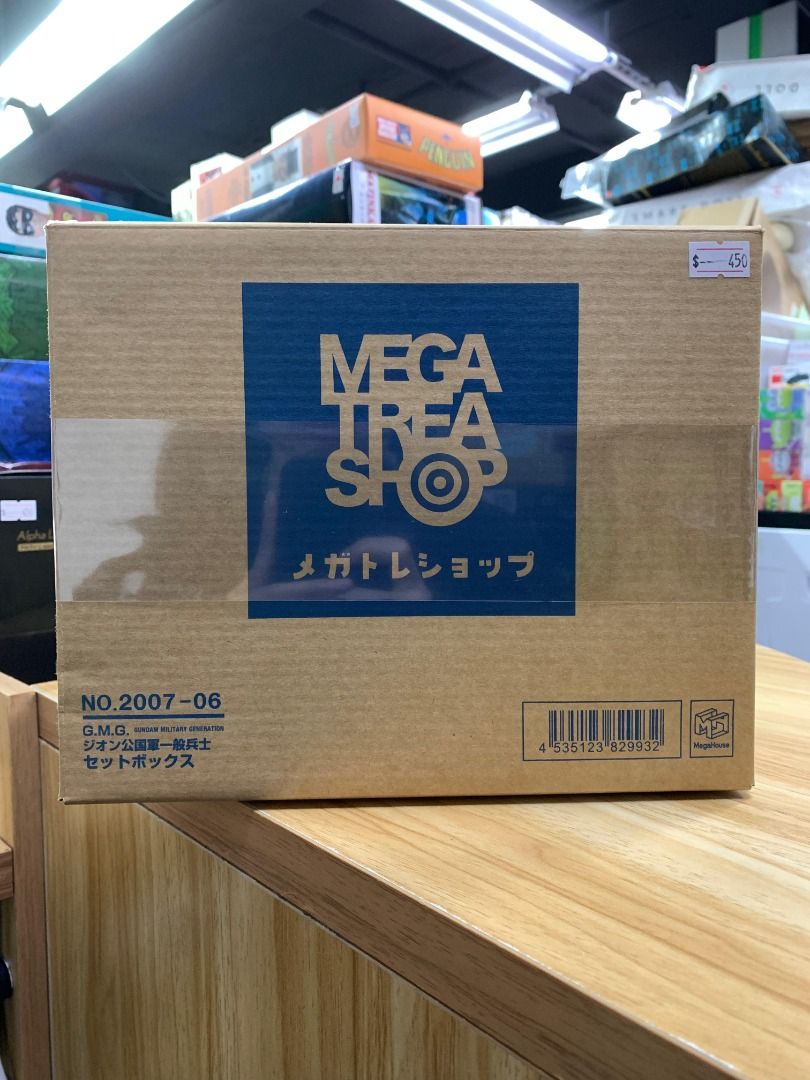 PENGUIN
1100
$---- 450
MEGA
TREA
SHOP
メガトレショップ
Alpha
NO.2007-06
G.M.G. GUNDAM MILITARY GENERATION
ジオン公国軍一般兵士
セットボックス
4 535123 829932
MegaHouse